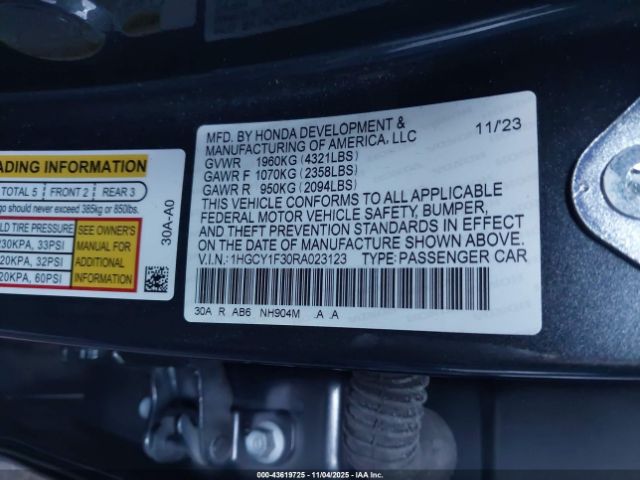 ADING INFORMATION
TOTAL 5 FRONT 2 REAR 3
go should never exceed 385kg or 850lbs.
LD TIRE PRESSURE
230KPA, 33PSI
20KPA, 32PSI
20KPA, 60PSI
SEE OWNER'S
MANUAL FOR
ADDITIONAL
INFORMATION
30A-A0
MFD. BY HONDA DEVELOPMENT &
MANUFACTURING OF AMERICA, LLC 11/'23
GVWR 1960KG (4321LBS)
GAWR F 1070KG (2358LBS)
GAWR R 950KG (2094LBS)
THIS VEHICLE CONFORMS TO ALL APPLICABLE
FEDERAL MOTOR VEHICLE SAFETY, BUMPER,
AND THEFT PREVENTION STANDARDS IN EFFECT
ON THE DATE OF MANUFACTURE SHOWN ABOVE.
V.I.N.: 1HGCY1F30RA023123 TYPE: PASSENGER CAR
30A R AB6 NH904M .A A
000-43619725 - 11/04/2025 - IAA Inc.